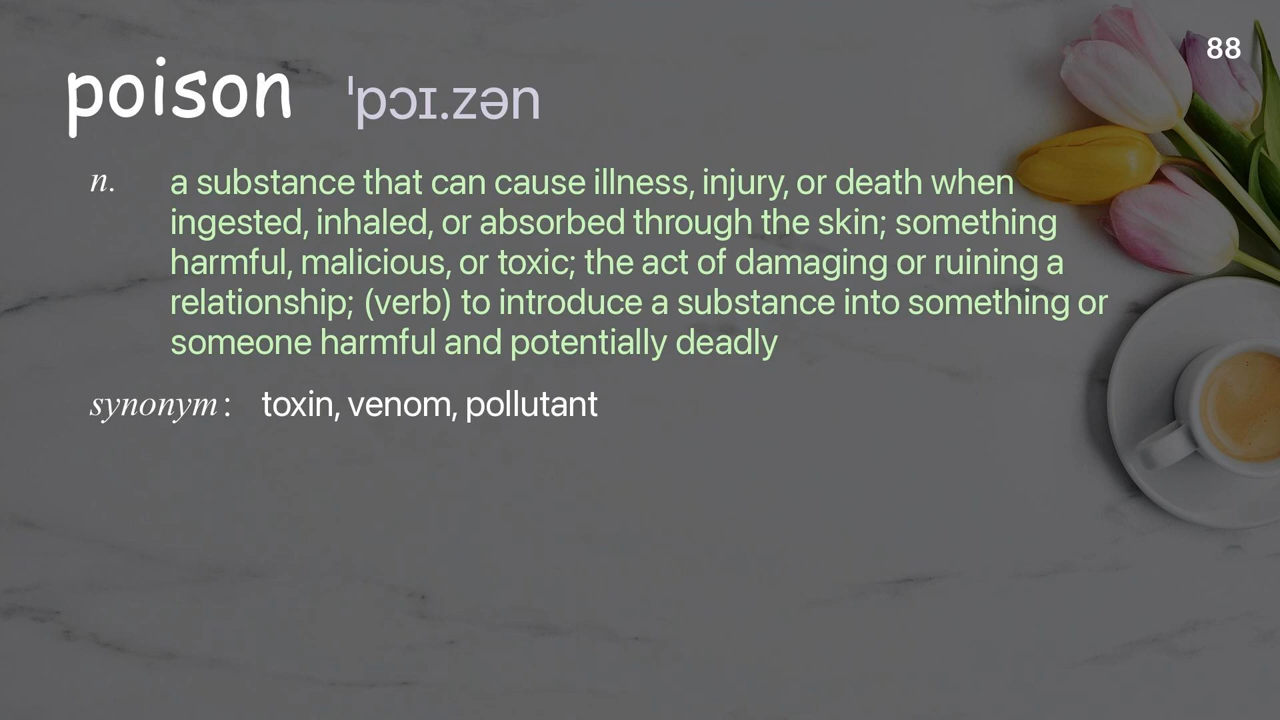 88
poison ˈpɔɪ.zən
n. a substance that can cause illness, injury, or death when
ingested, inhaled, or absorbed through the skin; something
harmful, malicious, or toxic; the act of damaging or ruining a
relationship; (verb) to introduce a substance into something or
someone harmful and potentially deadly
synonym: toxin, venom, pollutant